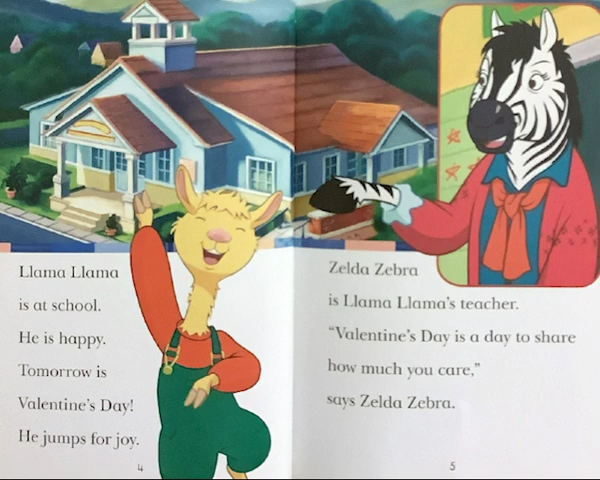 Llama Llama
is at school.
He is happy.
Tomorrow is
Valentine's Day!
He jumps for joy.
4
Zelda Zebra
is Llama Llama's teacher.
“Valentine's Day is a day to share
how much you care,”
says Zelda Zebra.
5